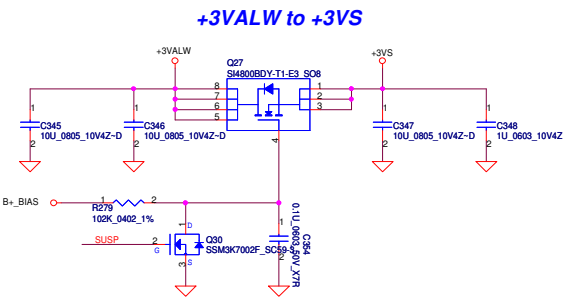 +3VALW to +3VS
+3VALW
+3VS
Q27
SI4800BDY-T1-E3_SO8
8
7
6
5
1
2
3
4
1
C345
10U_0805_10V4Z~D
2
1
C346
10U_0805_10V4Z~D
2
1
C347
10U_0805_10V4Z~D
2
1
C348
1U_0603_10V4Z
2
B+_BIAS
1
2
R279
102K_0402_1%
SUSP
1
D
2
G
Q30
SSM3K7002F_SC59-3
3
S
1
2
C354
0.1U_0603_50V_X7R